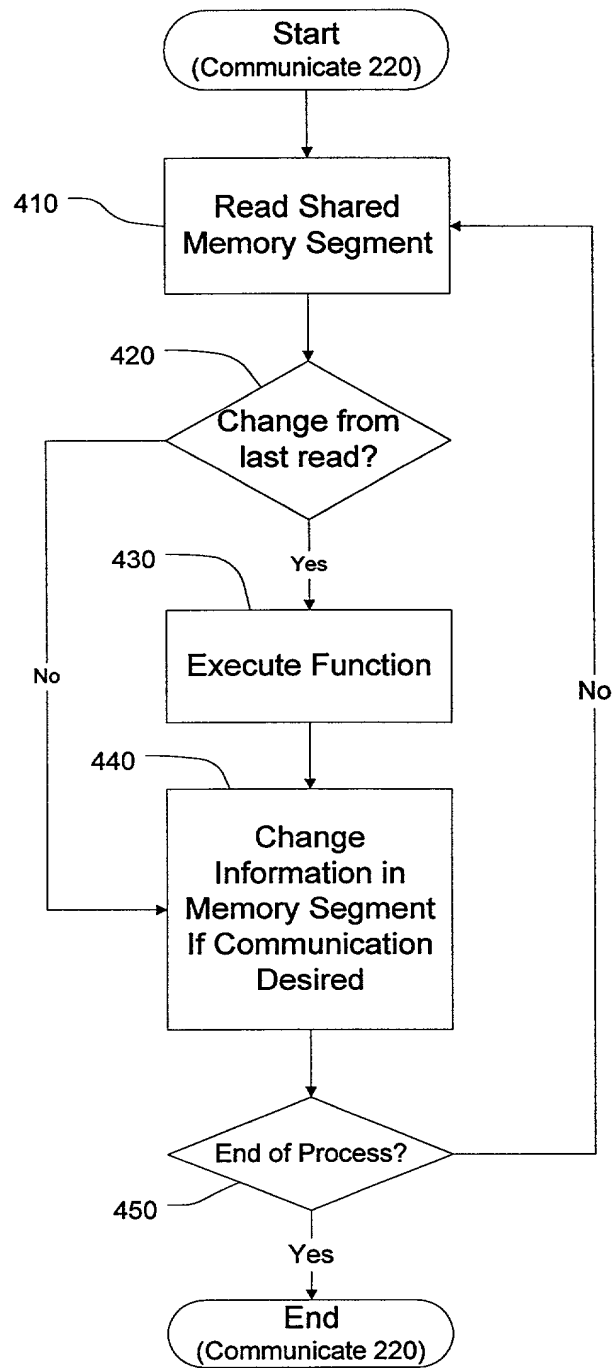 Start
(Communicate 220)
410
Read Shared
Memory Segment
420
Change from
last read?
Yes
430
Execute Function
No
No
440
Change
Information in
Memory Segment
If Communication
Desired
End of Process?
450
Yes
End
(Communicate 220)